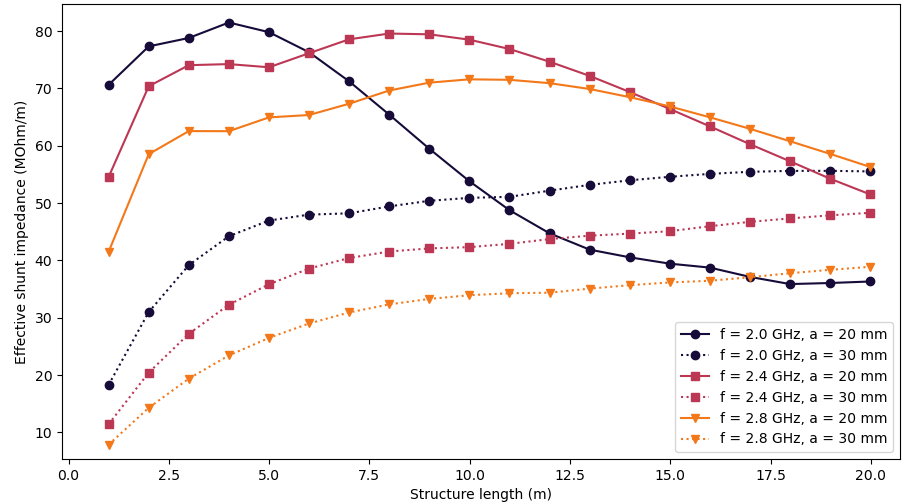 Effective shunt impedance (MOhm/m)
80
70
60
50
40
30
20
10
f = 2.0 GHz, a = 20 mm
f = 2.0 GHz, a = 30 mm
f = 2.4 GHz, a = 20 mm
f = 2.4 GHz, a = 30 mm
f = 2.8 GHz, a = 20 mm
f = 2.8 GHz, a = 30 mm
0.0 2.5 5.0 7.5 10.0 12.5 15.0 17.5 20.0
Structure length (m)